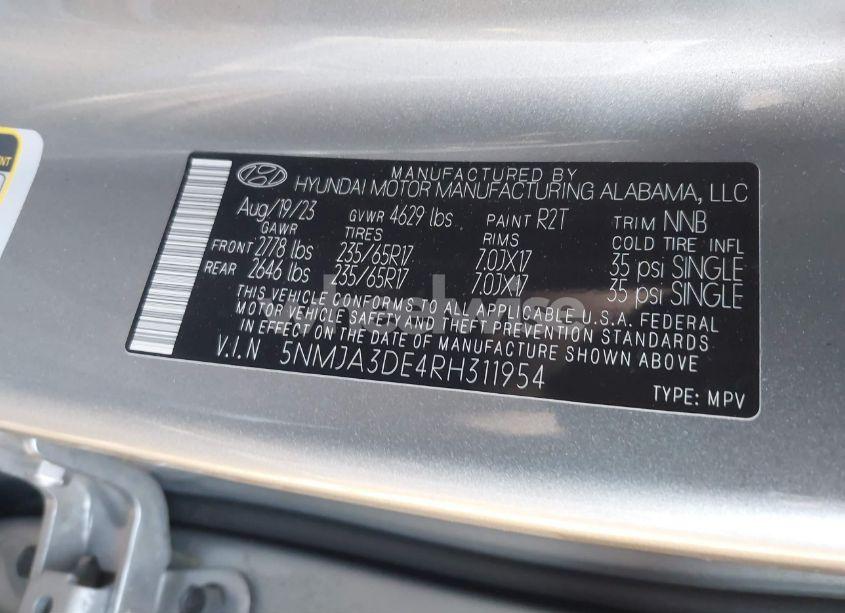 MANUFACTURED BY
HYUNDAI MOTOR MANUFACTURING ALABAMA, LLC
Aug/19/23 GVWR 4629 lbs PAINT R2T TRIM NNB
GAWR TIRES RIMS COLD TIRE INFL
FRONT 2778 lbs 235/65R17 7.0JX17 35 psi SINGLE
REAR 2646 lbs 235/65R17 7.0JX17 35 psi SINGLE
THIS VEHICLE CONFORMS TO ALL APPLICABLE U.S.A. FEDERAL
MOTOR VEHICLE SAFETY AND THEFT PREVENTION STANDARDS
IN EFFECT ON THE DATE OF MANUFACTURE SHOWN ABOVE
V.I.N 5NMJA3DE4RH311954
TYPE: MPV